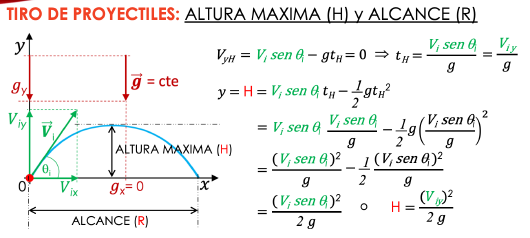 TIRO DE PROYECTILES: ALTURA MAXIMA (H) y ALCANCE (R)
y
g⃗ = cte
g_y
V_iy
V⃗_i
θ_i
ALTURA MAXIMA (H)
0
V_ix
g_x = 0
x
ALCANCE (R)
V_yH = V_i sen θ_i − gt_H = 0 ⇒ t_H = V_i sen θ_i / g = V_iy / g
y = H = V_i sen θ_i t_H − 1/2 gt_H²
= V_i sen θ_i V_i sen θ_i / g − 1/2 g (V_i sen θ_i / g)²
= (V_i sen θ_i)² / g − 1/2 (V_i sen θ_i)² / g
= (V_i sen θ_i)² / 2 g o H = (V_iy)² / 2 g